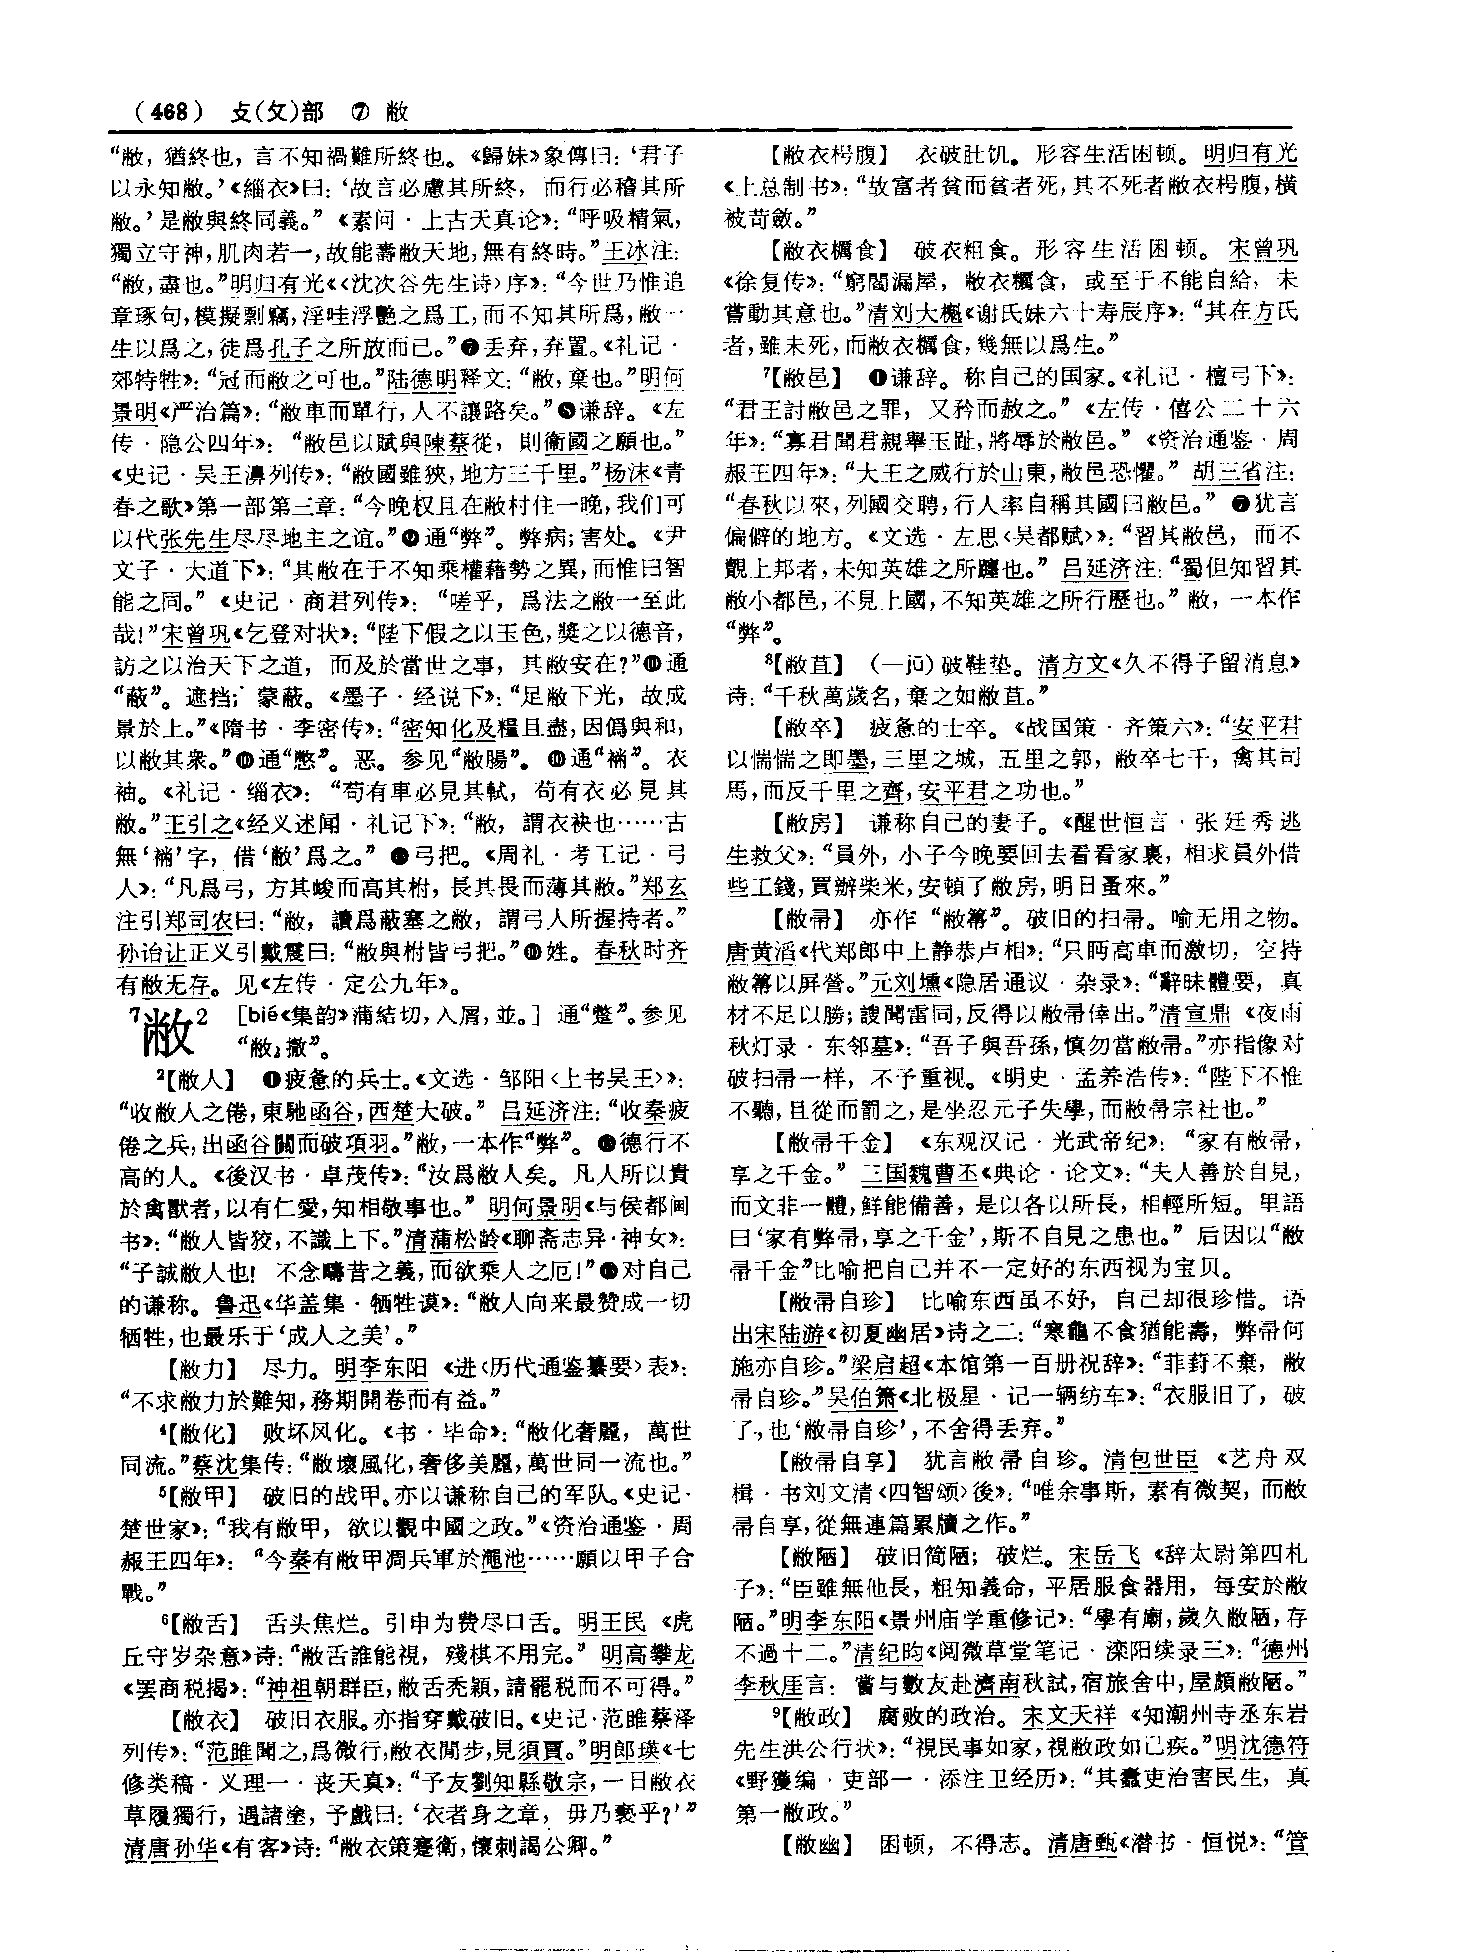 （468） 攴（攵）部 ⑦ 敝
“敝，猶終也，言不知禍難所終也。《歸妹》象傳曰：‘君子
以永知敝。’《緇衣》曰：‘故言必慮其所終，而行必稽其所
敝。’是敝與終同義。”《素问·上古天真论》：“呼吸精氣，
獨立守神，肌肉若一，故能壽敝天地，無有終時。”王冰注：
“敝，盡也。”明归有光《〈沈次谷先生诗〉序》：“今世乃惟追
章琢句，模擬剽竊，淫哇浮艷之爲工，而不知其所爲，敝一
生以爲之，徒爲孔子之所放而已。”❼丢弃，弃置。《礼记·
郊特牲》：“冠而敝之可也。”陆德明释文：“敝，棄也。”明何
景明《严治篇》：“敝車而單行，人不讓路矣。”❽谦辞。《左
传·隐公四年》：“敝邑以賦與陳蔡從，則衛國之願也。”
《史记·吴王濞列传》：“敝國雖狹，地方三千里。”杨沫《青
春之歌》第一部第三章：“今晚权且在敝村住一晚，我们可
以代张先生尽尽地主之谊。”❾通“弊”。弊病；害处。《尹
文子·大道下》：“其敝在于不知乘權藉勢之異，而惟曰智
能之同。”《史记·商君列传》：“嗟乎，爲法之敝一至此
哉！”宋曾巩《乞登对状》：“陛下假之以玉色，獎之以德音，
訪之以治天下之道，而及於當世之事，其敝安在？”❿通
“蔽”。遮挡；蒙蔽。《墨子·经说下》：“足敝下光，故成
景於上。”《隋书·李密传》：“密知化及糧且盡，因僞與和，
以敝其衆。”⓫通“憋”。恶。参见“敝腸”。⓬通“襒”。衣
袖。《礼记·缁衣》：“苟有車必見其軾，苟有衣必見其
敝。”王引之《经义述闻·礼记下》：“敝，謂衣袂也……古
無‘襒’字，借‘敝’爲之。”⓭弓把。《周礼·考工记·弓
人》：“凡爲弓，方其峻而高其柎，長其畏而薄其敝。”郑玄
注引郑司农曰：“敝，讀爲蔽塞之敝，謂弓人所握持者。”
孙诒让正义引戴震曰：“敝與柎皆弓把。”⓮姓。春秋时齐
有敝无存。见《左传·定公九年》。
7敝2 ［bié《集韵》蒲結切，入屑，並。］ 通“蹩”。参见
“敝2撒”。
2【敝人】 ❶疲惫的兵士。《文选·邹阳〈上书吴王〉》：
“收敝人之倦，東馳函谷，西楚大破。”吕延济注：“收秦疲
倦之兵，出函谷關而破項羽。”敝，一本作“弊”。❷德行不
高的人。《後汉书·卓茂传》：“汝爲敝人矣。凡人所以貴
於禽獸者，以有仁愛，知相敬事也。”明何景明《与侯都阃
书》：“敝人皆狡，不識上下。”清蒲松龄《聊斋志异·神女》：
“子誠敝人也！不念疇昔之義，而欲乘人之厄！”❸对自己
的谦称。鲁迅《华盖集·牺牲谟》：“敝人向来最赞成一切
牺牲，也最乐于‘成人之美’。”
【敝力】 尽力。明李东阳《进〈历代通鉴纂要〉表》：
“不求敝力於難知，務期開卷而有益。”
4【敝化】 败坏风化。《书·毕命》：“敝化奢麗，萬世
同流。”蔡沈集传：“敝壞風化，奢侈美麗，萬世同一流也。”
5【敝甲】 破旧的战甲。亦以谦称自己的军队。《史记·
楚世家》：“我有敝甲，欲以觀中國之政。”《资治通鉴·周
赧王四年》：“今秦有敝甲凋兵軍於澠池……願以甲子合
戰。”
6【敝舌】 舌头焦烂。引申为费尽口舌。明王民《虎
丘守岁杂意》诗：“敝舌誰能視，殘棋不用完。”明高攀龙
《罢商税揭》：“神祖朝群臣，敝舌禿穎，請罷税而不可得。”
【敝衣】 破旧衣服。亦指穿戴破旧。《史记·范雎蔡泽
列传》：“范雎聞之，爲微行，敝衣閒步，見須賈。”明郎瑛《七
修类稿·义理一·丧天真》：“予友劉知縣敬宗，一日敝衣
草履獨行，遇諸塗，予戲曰：‘衣者身之章，毋乃褻乎？’”
清唐孙华《有客》诗：“敝衣策蹇衛，懷刺謁公卿。”
【敝衣枵腹】 衣破肚饥。形容生活困顿。明归有光
《上总制书》：“故富者貧而貧者死，其不死者敝衣枵腹，橫
被苛斂。”
【敝衣糲食】 破衣粗食。形容生活困顿。宋曾巩
《徐复传》：“窮閻漏屋，敝衣糲食，或至于不能自給，未
嘗動其意也。”清刘大櫆《谢氏妹六十寿辰序》：“其在方氏
者，雖未死，而敝衣糲食，幾無以爲生。”
7【敝邑】 ❶谦辞。称自己的国家。《礼记·檀弓下》：
“君王討敝邑之罪，又矜而赦之。”《左传·僖公二十六
年》：“寡君聞君親舉玉趾，將辱於敝邑。”《资治通鉴·周
赧王四年》：“大王之威行於山東，敝邑恐懼。”胡三省注：
“春秋以來，列國交聘，行人率自稱其國曰敝邑。”❷犹言
偏僻的地方。《文选·左思〈吴都赋〉》：“習其敝邑，而不
覩上邦者，未知英雄之所躔也。”吕延济注：“蜀但知習其
敝小都邑，不見上國，不知英雄之所行歷也。”敝，一本作
“弊”。
8【敝苴】 （一jū）破鞋垫。清方文《久不得子留消息》
诗：“千秋萬歲名，棄之如敝苴。”
【敝卒】 疲惫的士卒。《战国策·齐策六》：“安平君
以惴惴之即墨，三里之城，五里之郭，敝卒七千，禽其司
馬，而反千里之齊，安平君之功也。”
【敝房】 谦称自己的妻子。《醒世恒言·张廷秀逃
生救父》：“員外，小子今晚要回去看看家裏，相求員外借
些工錢，買辦柴米，安頓了敝房，明日蚤來。”
【敝帚】 亦作“敝箒”。破旧的扫帚。喻无用之物。
唐黄滔《代郑郎中上静恭卢相》：“只眄高車而激切，空持
敝箒以屏營。”元刘壎《隐居通议·杂录》：“辭昧體要，真
材不足以勝；謏聞雷同，反得以敝帚倖出。”清宣鼎《夜雨
秋灯录·东邻墓》：“吾子與吾孫，慎勿當敝帚。”亦指像对
破扫帚一样，不予重视。《明史·孟养浩传》：“陛下不惟
不聽，且從而罰之，是坐忍元子失學，而敝帚宗社也。”
【敝帚千金】 《东观汉记·光武帝纪》：“家有敝帚，
享之千金。”三国魏曹丕《典论·论文》：“夫人善於自見，
而文非一體，鮮能備善，是以各以所長，相輕所短。里語
曰‘家有弊帚，享之千金’，斯不自見之患也。”后因以“敝
帚千金”比喻把自己并不一定好的东西视为宝贝。
【敝帚自珍】 比喻东西虽不好，自己却很珍惜。语
出宋陆游《初夏幽居》诗之二：“寒龜不食猶能壽，弊帚何
施亦自珍。”梁启超《本馆第一百册祝辞》：“菲葑不棄，敝
帚自珍。”吴伯箫《北极星·记一辆纺车》：“衣服旧了，破
了，也‘敝帚自珍’，不舍得丢弃。”
【敝帚自享】 犹言敝帚自珍。清包世臣《艺舟双
楫·书刘文清〈四智颂〉後》：“唯余事斯，素有微契，而敝
帚自享，從無連篇累牘之作。”
【敝陋】 破旧简陋；破烂。宋岳飞《辞太尉第四札
子》：“臣雖無他長，粗知義命，平居服食器用，每安於敝
陋。”明李东阳《景州庙学重修记》：“學有廟，歲久敝陋，存
不過十二。”清纪昀《阅微草堂笔记·滦阳续录三》：“德州
李秋厓言：嘗与數友赴濟南秋試，宿旅舍中，屋頗敝陋。”
9【敝政】 腐败的政治。宋文天祥《知潮州寺丞东岩
先生洪公行状》：“視民事如家，視敝政如己疾。”明沈德符
《野獲编·吏部一·添注卫经历》：“其蠹吏治害民生，真
第一敝政。”
【敝幽】 困顿，不得志。清唐甄《潜书·恒悦》：“管